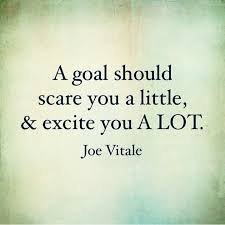 A goal should
scare you a little,
& excite you A LOT.
Joe Vitale